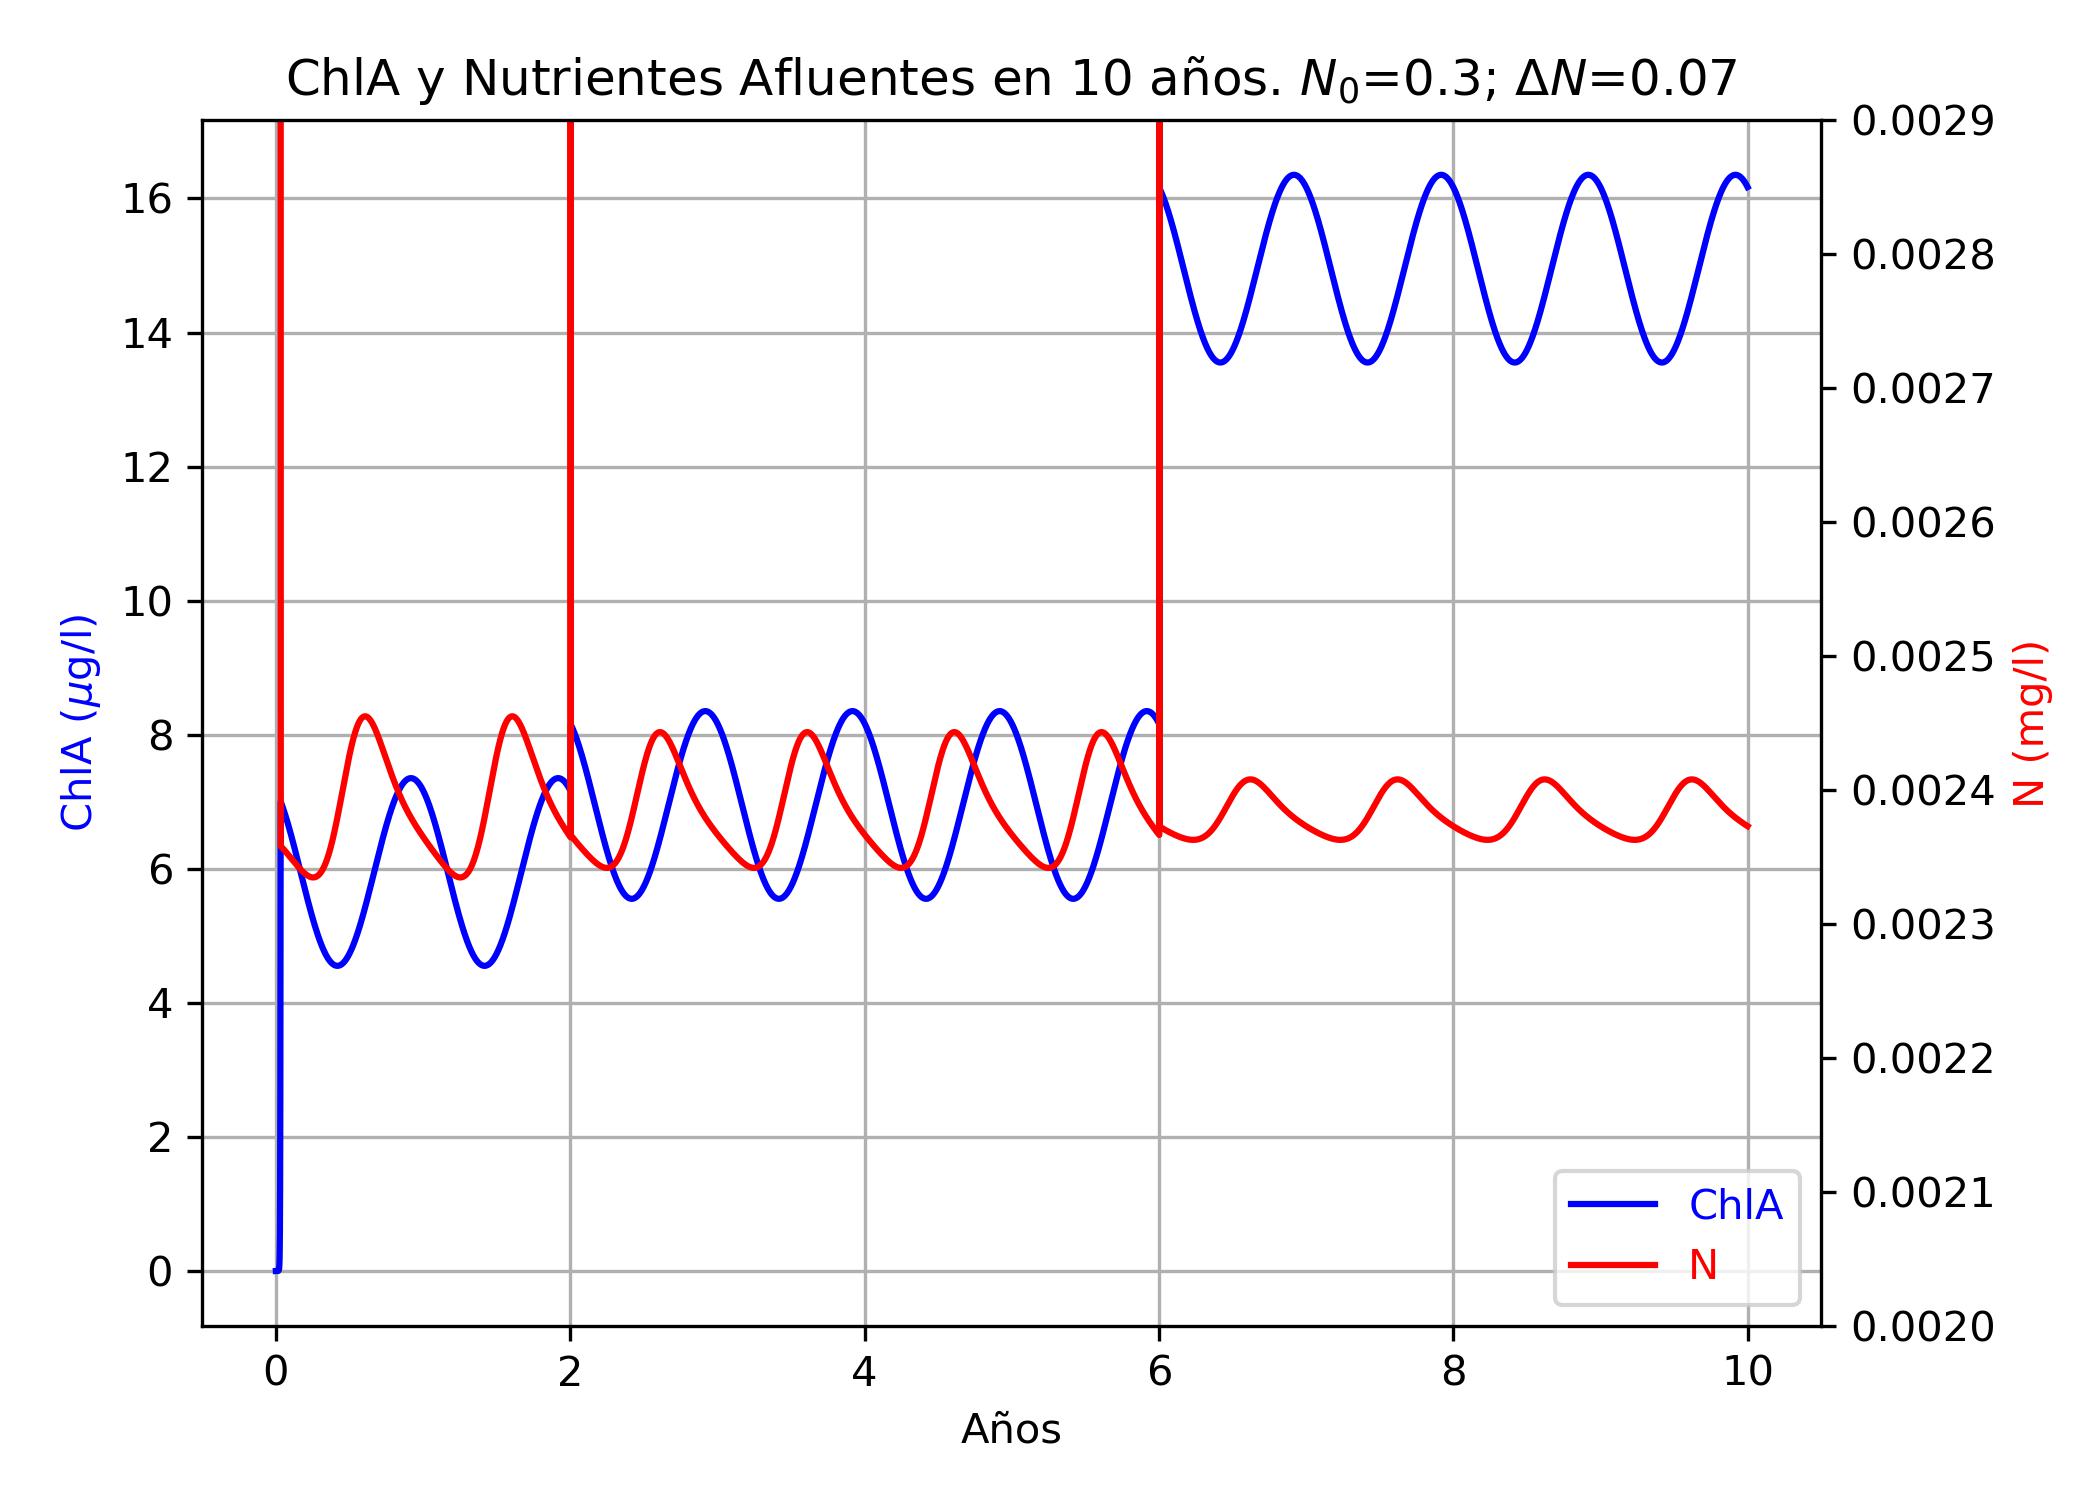 ChlA y Nutrientes Afluentes en 10 años. N₀=0.3; ΔN=0.07
ChlA (μg/l)
16
14
12
10
8
6
4
2
0
0.0029
0.0028
0.0027
0.0026
0.0025
0.0024
0.0023
0.0022
0.0021
0.0020
N (mg/l)
ChlA
N
0 2 4 6 8 10
Años